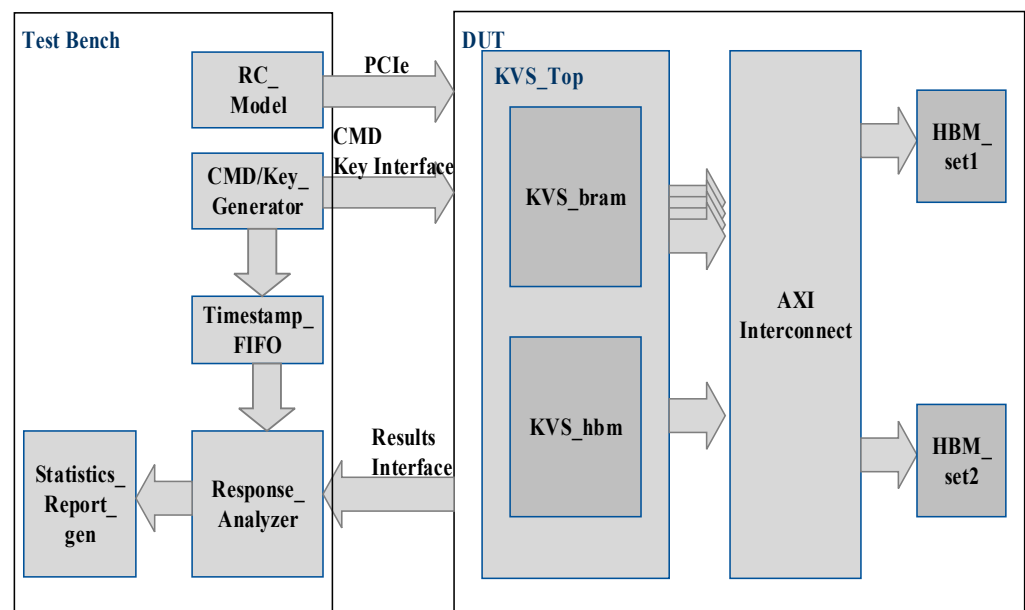 Test Bench
RC_
Model
PCIe
CMD
Key Interface
CMD/Key_
Generator
Timestamp_
FIFO
Results
Interface
Response_
Analyzer
Statistics_
Report_
gen
DUT
KVS_Top
KVS_bram
KVS_hbm
AXI
Interconnect
HBM_
set1
HBM_
set2